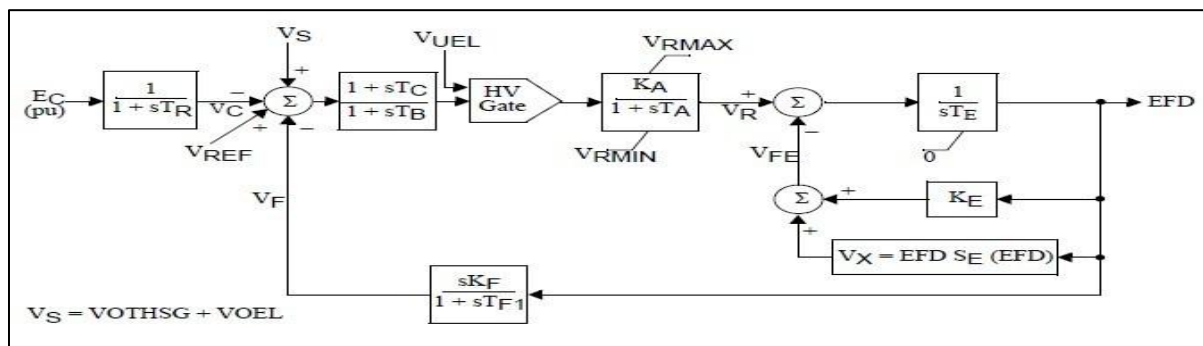 VS
VUEL
VRMAX
EC
(pu)
1
1 + sTR
VC
VREF
+
−
+
−
Σ
1 + sTC
1 + sTB
HV
Gate
KA
1 + sTA
VRMIN
VR
+
−
Σ
VFE
1
sTE
0
EFD
Σ
+
+
KE
VX = EFD SE (EFD)
VF
sKF
1 + sTF1
VS = VOTHSG + VOEL